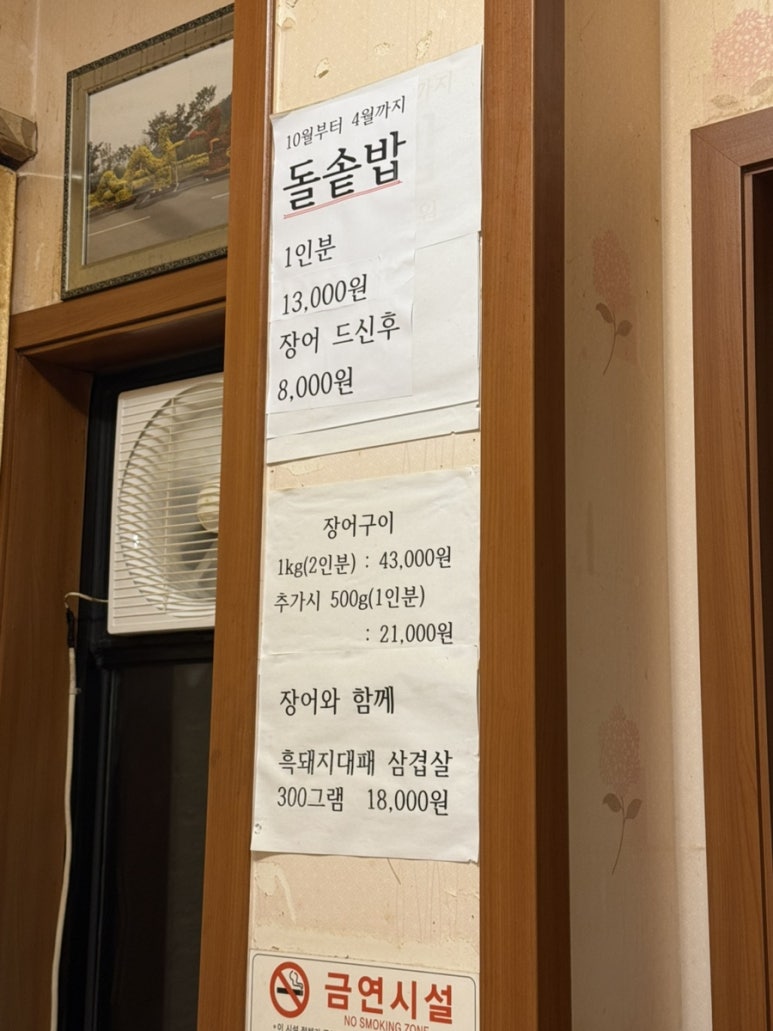 10월부터 4월까지
돌솥밥
1인분
13,000원
장어 드신후
8,000원
장어구이
1kg(2인분) : 43,000원
추가시 500g(1인분)
: 21,000원
장어와 함께
흑돼지대패 삼겹살
300그램 18,000원
금연시설
NO SMOKING ZONE